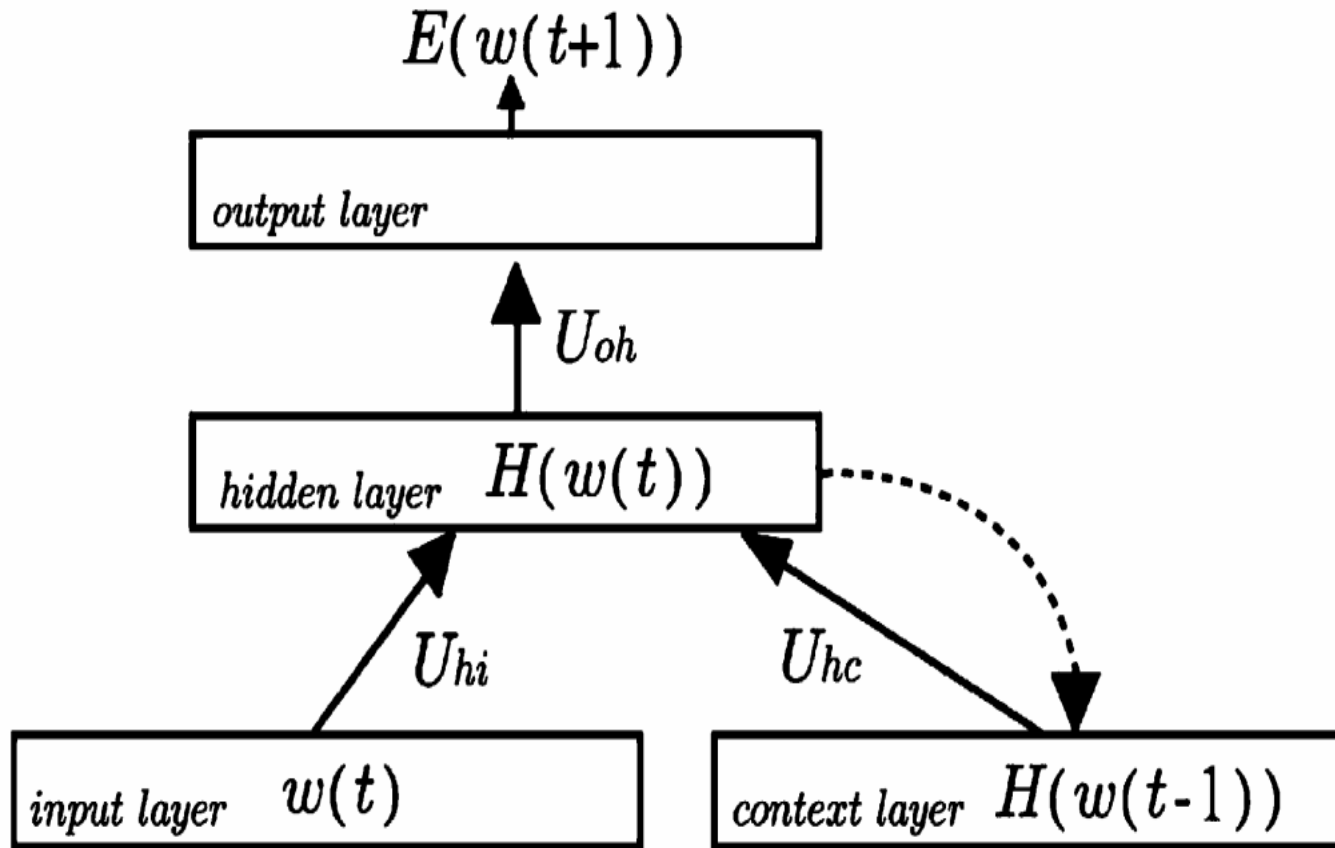 E(w(t+1))
output layer
Uoh
hidden layer H(w(t))
Uhi
Uhc
input layer w(t)
context layer H(w(t-1))